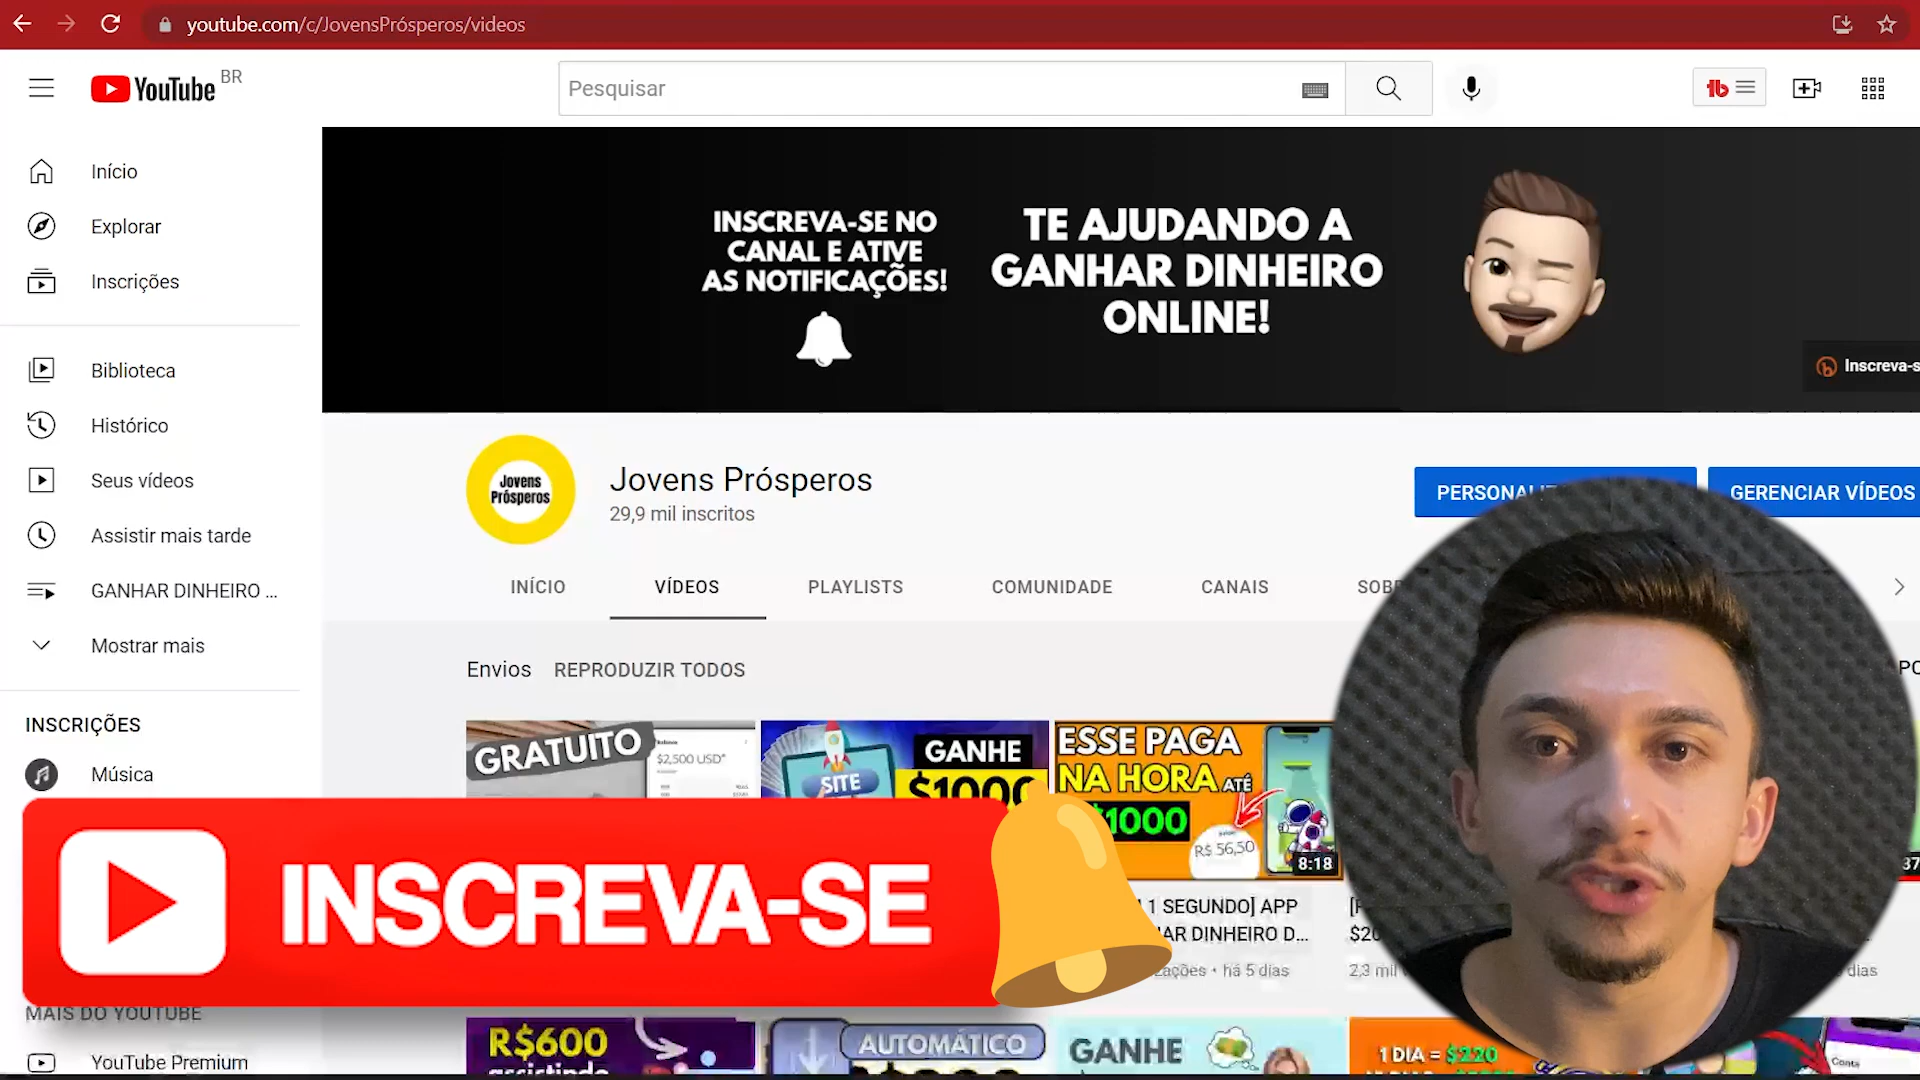 youtube.com/c/JovensPrósperos/videos
YouTube BR
Pesquisar
Início
Explorar
Inscrições
Biblioteca
Histórico
Seus vídeos
Assistir mais tarde
GANHAR DINHEIRO ...
Mostrar mais
INSCRIÇÕES
Música
MAIS DO YOUTUBE
YouTube Premium
INSCREVA-SE NO
CANAL E ATIVE
AS NOTIFICAÇÕES!
TE AJUDANDO A
GANHAR DINHEIRO
ONLINE!
Inscreva-s
Jovens
Prósperos
Jovens Prósperos
29,9 mil inscritos
GERENCIAR VÍDEOS
INÍCIO
VÍDEOS
PLAYLISTS
COMUNIDADE
CANAIS
Envios
REPRODUZIR TODOS
GRATUITO
$2,500 USD*
SITE
GANHE
$1000
ESSE PAGA
NA HORA ATÉ
$1000
R$ 56,50
8:18
1 SEGUNDO] APP
DINHEIRO D...
há 5 dias
2,3 mil
dias
INSCREVA-SE
R$600
assistindo
AUTOMÁTICO
GANHE
1 DIA = $220
Conta